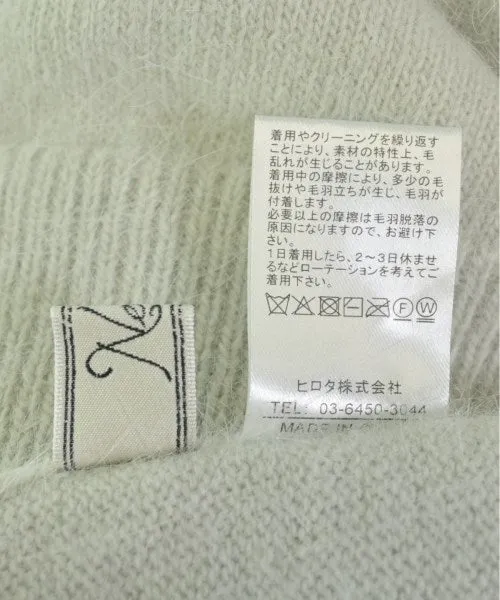 着用やクリーニングを繰り返す
ことにより、素材の特性上、毛
乱れが生じることがあります。
着用中の摩擦により、多少の毛
抜けや毛羽立ちが生じ、毛羽が
付着します。
必要以上の摩擦は毛羽脱落の
原因になりますので、お避け下
さい。
1日着用したら、2〜3日休ませ
るなどローテーションを考えてご
着用下さい。
F W
ヒロタ株式会社
TEL: 03-6450-3044
MADE IN